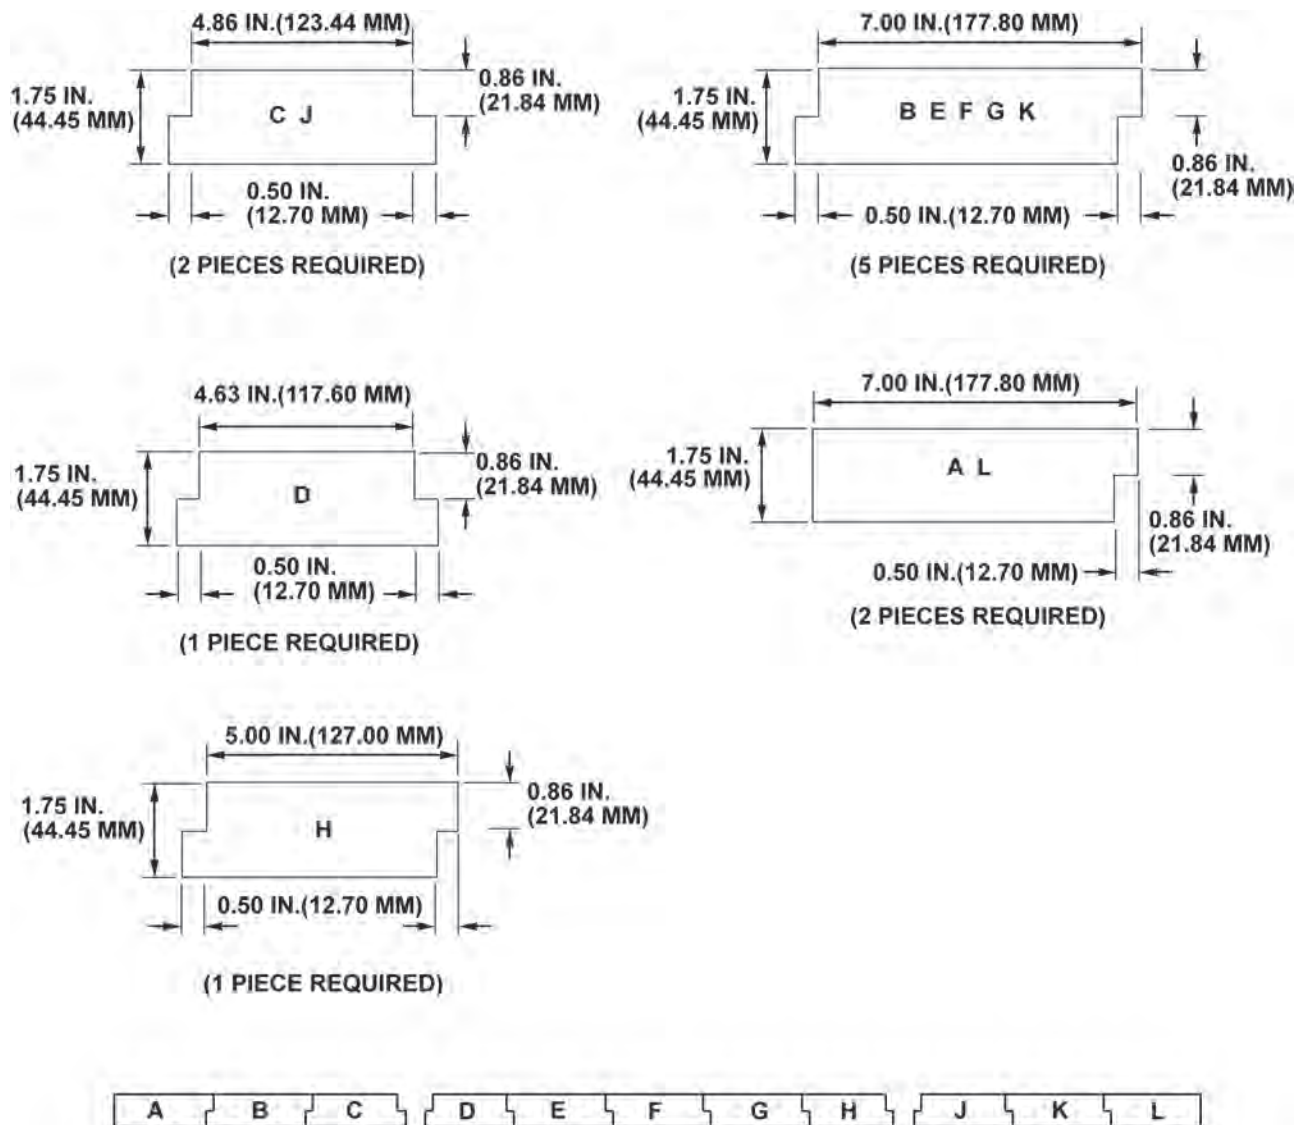 4.86 IN.(123.44 MM)
1.75 IN.
(44.45 MM)
C J
0.86 IN.
(21.84 MM)
0.50 IN.
(12.70 MM)
(2 PIECES REQUIRED)
7.00 IN.(177.80 MM)
1.75 IN.
(44.45 MM)
B E F G K
0.86 IN.
(21.84 MM)
0.50 IN.(12.70 MM)
(5 PIECES REQUIRED)
4.63 IN.(117.60 MM)
1.75 IN.
(44.45 MM)
D
0.86 IN.
(21.84 MM)
0.50 IN.
(12.70 MM)
(1 PIECE REQUIRED)
7.00 IN.(177.80 MM)
1.75 IN.
(44.45 MM)
A L
0.86 IN.
(21.84 MM)
0.50 IN.(12.70 MM)
(2 PIECES REQUIRED)
5.00 IN.(127.00 MM)
1.75 IN.
(44.45 MM)
H
0.86 IN.
(21.84 MM)
0.50 IN.(12.70 MM)
(1 PIECE REQUIRED)
A B C D E F G H J K L